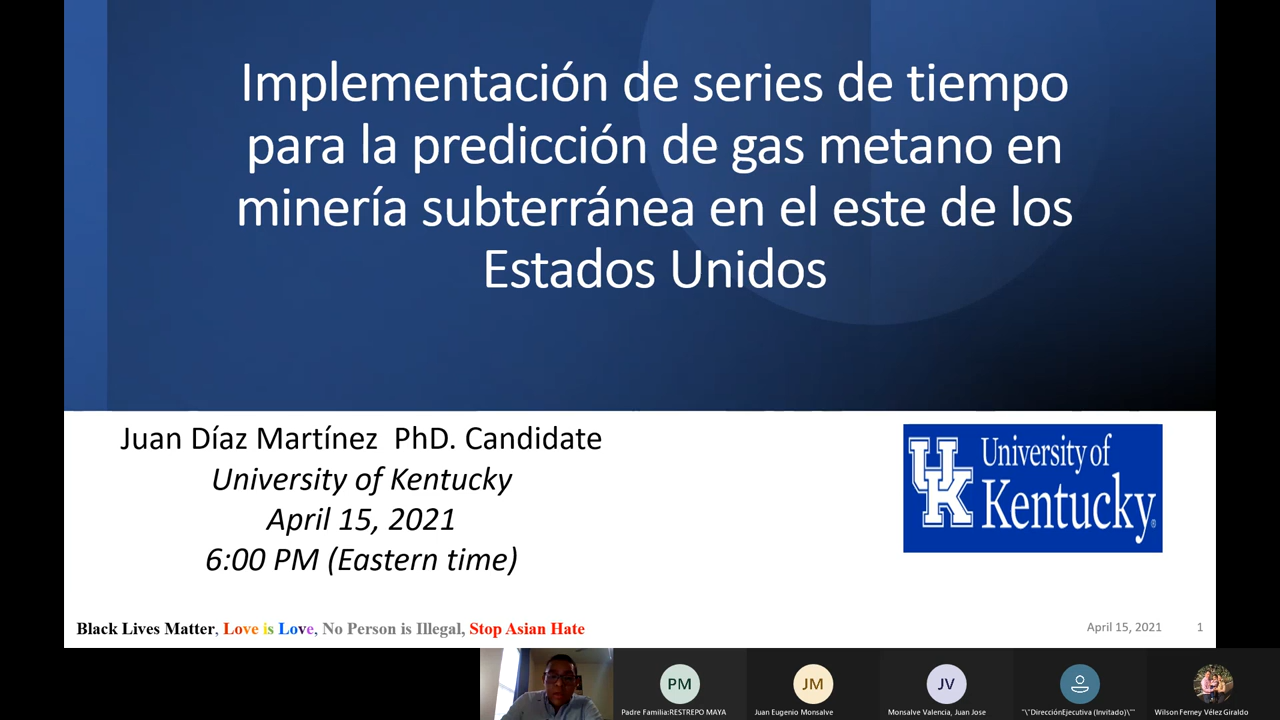 Implementación de series de tiempo
para la predicción de gas metano en
minería subterránea en el este de los
Estados Unidos
Juan Díaz Martínez PhD. Candidate
University of Kentucky
April 15, 2021
6:00 PM (Eastern time)
UK
University of
Kentucky®
Black Lives Matter, Love is Love, No Person is Illegal, Stop Asian Hate
April 15, 2021 1
PM
JM
JV
Padre Familia:RESTREPO MAYA
Juan Eugenio Monsalve
Monsalve Valencia, Juan Jose
"\"DirecciónEjecutiva (Invitado)\""
Wilson Ferney Vélez Giraldo